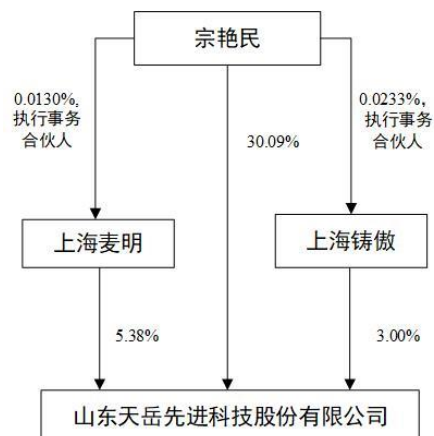 宗艳民
0.0130%,
执行事务
合伙人
30.09%
0.0233%，
执行事务
合伙人
上海麦明
上海铸傲
5.38%
3.00%
山东天岳先进科技股份有限公司